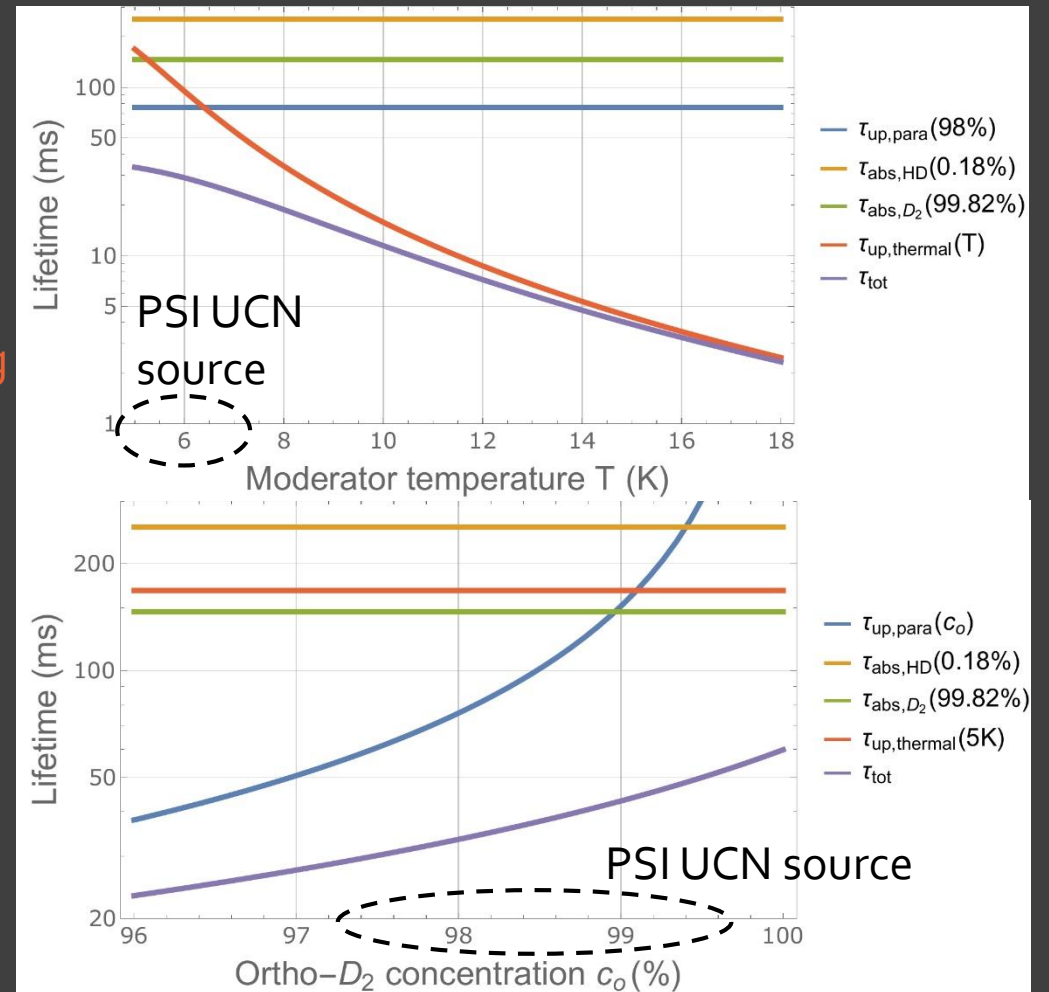 100
50
10
5
1
Lifetime (ms)
PSI UCN
source
6 8 10 12 14 16 18
Moderator temperature T (K)
τup,para(98%)
τabs,HD(0.18%)
τabs,D₂(99.82%)
τup,thermal(T)
τtot
g
200
100
50
20
Lifetime (ms)
PSI UCN source
96 97 98 99 100
Ortho–D₂ concentration cₒ(%)
τup,para(cₒ)
τabs,HD(0.18%)
τabs,D₂(99.82%)
τup,thermal(5K)
τtot